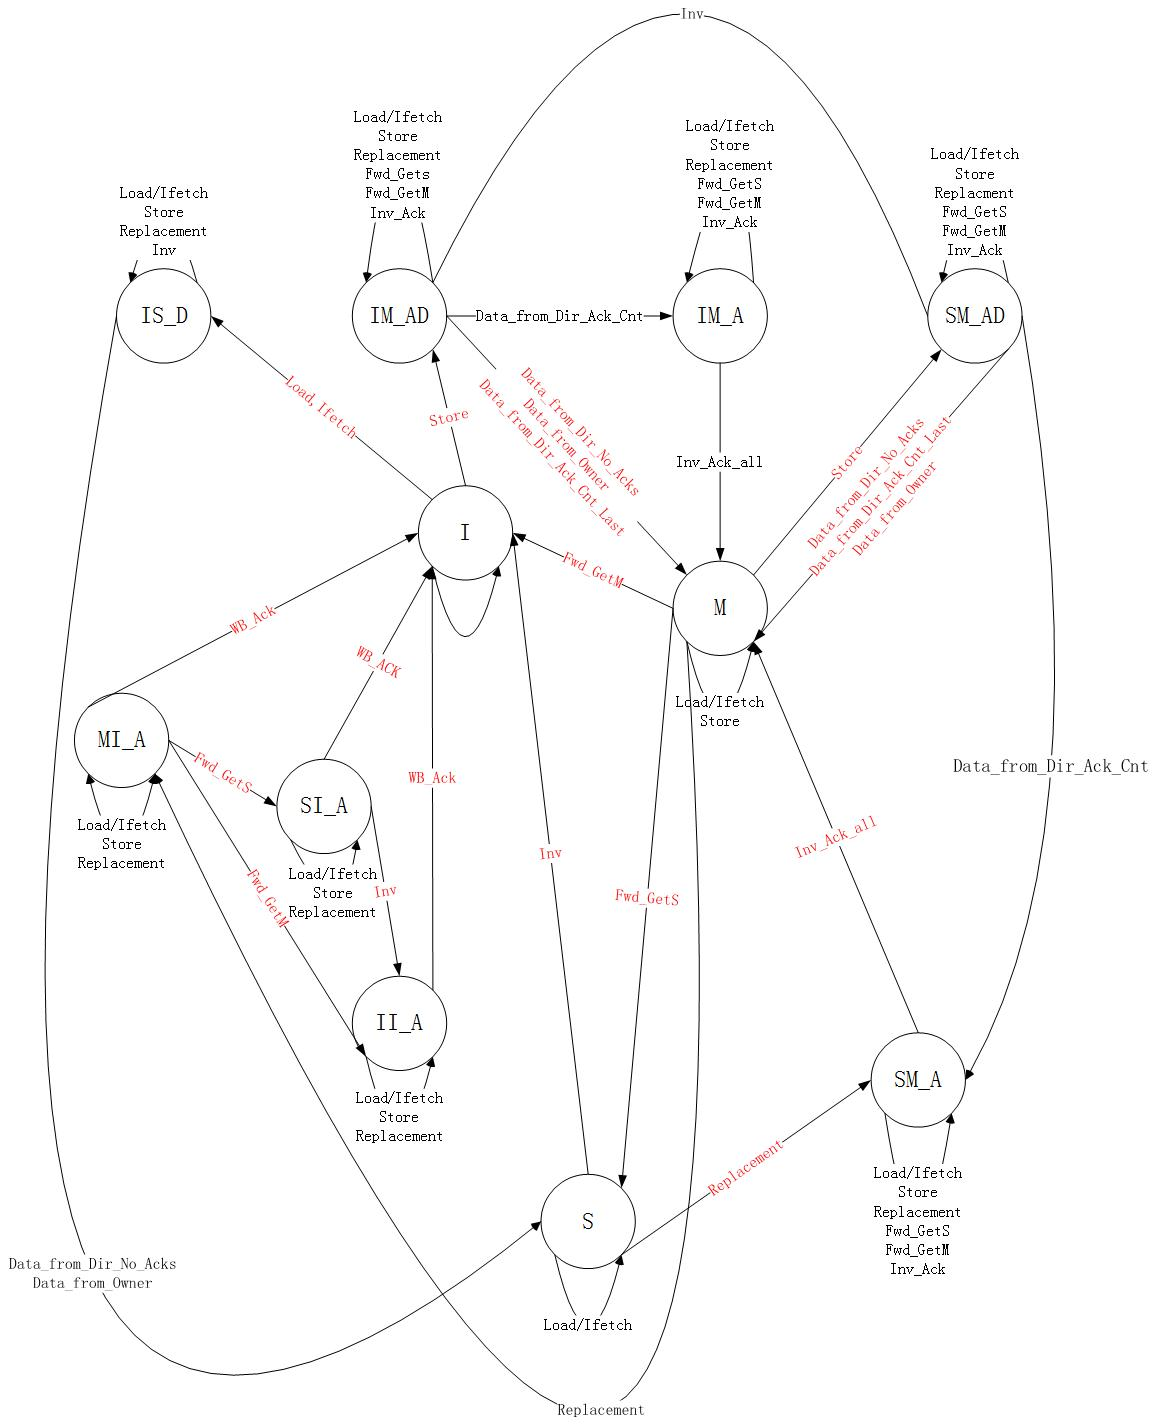 Inv
Load/Ifetch
Store
Replacement
Fwd_Gets
Fwd_GetM
Inv_Ack
Load/Ifetch
Store
Replacement
Fwd_GetS
Fwd_GetM
Inv_Ack
Load/Ifetch
Store
Replacment
Fwd_GetS
Fwd_GetM
Inv_Ack
Load/Ifetch
Store
Replacement
Inv
IS_D
IM_AD
Data_from_Dir_Ack_Cnt
IM_A
SM_AD
Load,Ifetch
Store
Data_from_Dir_No_Acks
Data_from_Owner
Data_from_Dir_Ack_Cnt_Last
Inv_Ack_all
Store
Data_from_Dir_No_Acks
Data_from_Dir_Ack_Cnt_Last
Data_from_Owner
I
Fwd_GetM
M
WB_Ack
WB_ACK
Load/Ifetch
Store
MI_A
Fwd_GetS
WB_Ack
Data_from_Dir_Ack_Cnt
SI_A
Load/Ifetch
Store
Replacement
Inv_Ack_all
Inv
Load/Ifetch
Store
Replacement
Inv
Fwd_GetM
Fwd_GetS
II_A
SM_A
Load/Ifetch
Store
Replacement
Replacement
Load/Ifetch
Store
Replacement
Fwd_GetS
Fwd_GetM
Inv_Ack
S
Data_from_Dir_No_Acks
Data_from_Owner
Load/Ifetch
Replacement